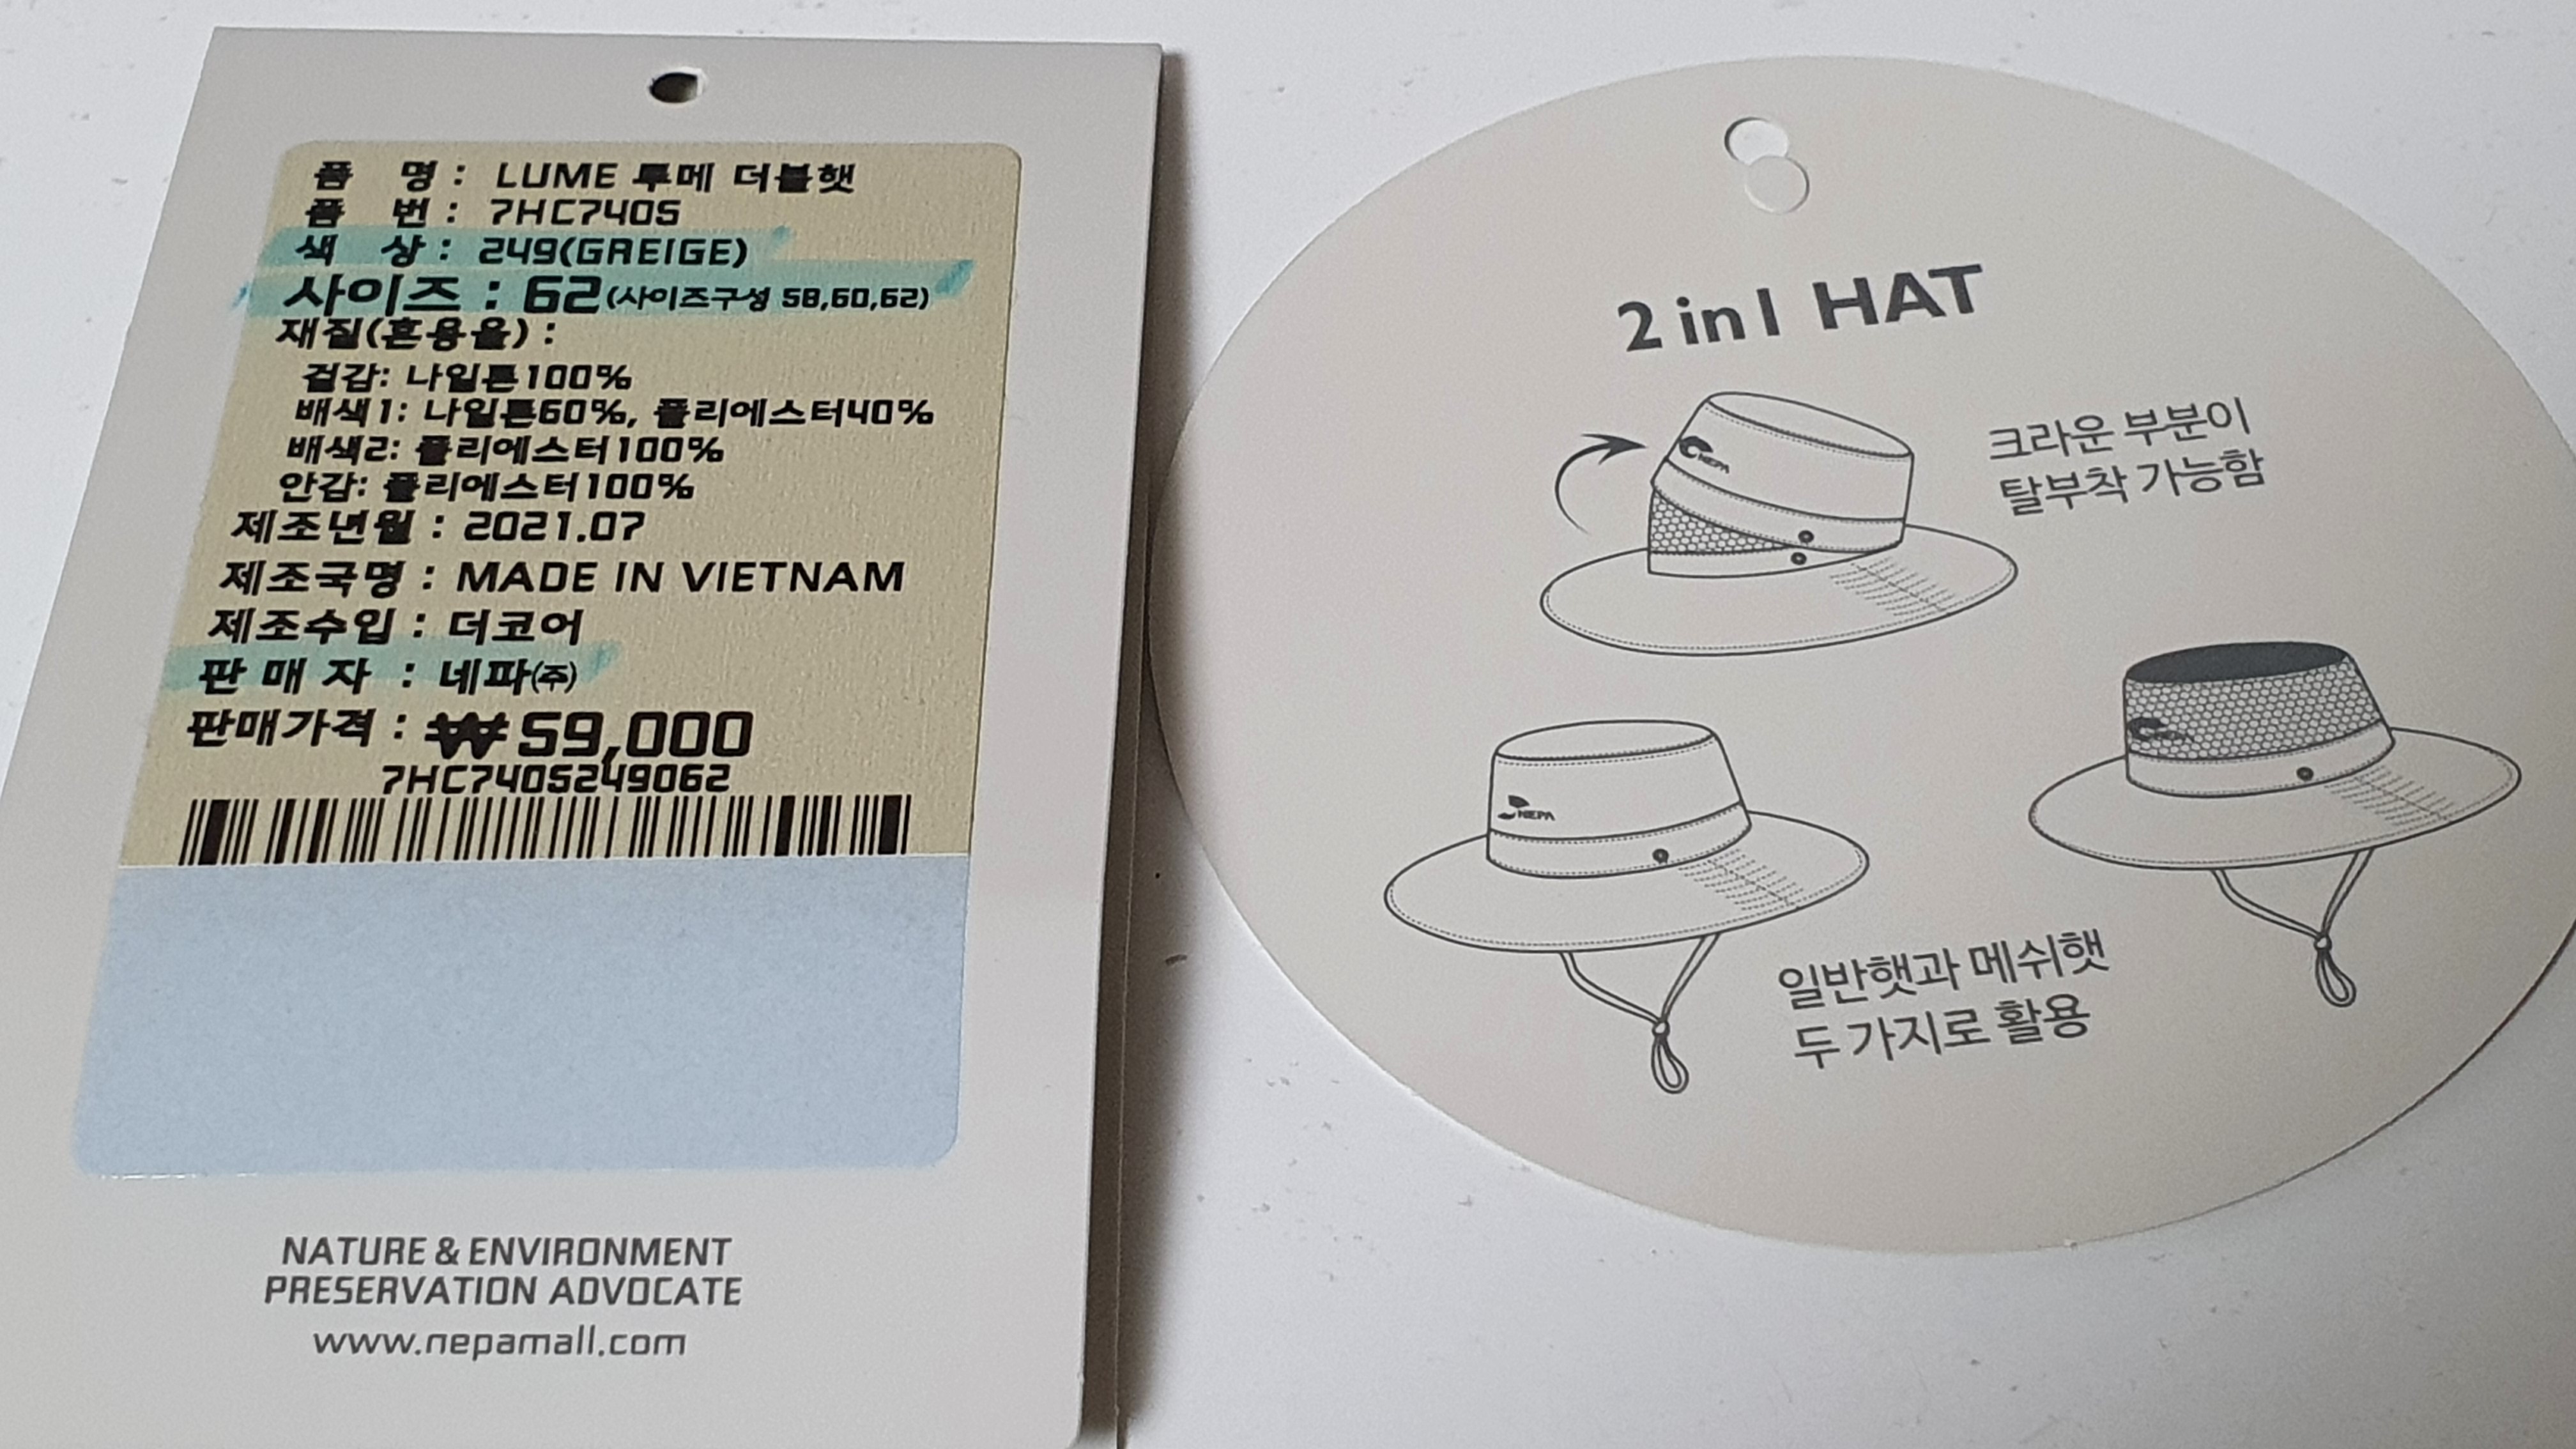 품 명 : LUME 루메 더블햇
품 번 : 7HC7405
색 상 : 249(GREIGE)
사이즈 : 62(사이즈구성 58,60,62)
재질(혼용율) :
겉감: 나일론100%
배색1: 나일론60%, 폴리에스터40%
배색2: 폴리에스터100%
안감: 폴리에스터100%
제조년월 : 2021.07
제조국명 : MADE IN VIETNAM
제조수입 : 더코어
판 매 자 : 네파㈜
판매가격 : ₩59,000
7HC7405249062
NATURE & ENVIRONMENT
PRESERVATION ADVOCATE
www.nepamall.com
2 in 1 HAT
크라운 부분이
탈부착 가능함
NEPA
NEPA
NEPA
일반햇과 메쉬햇
두 가지로 활용